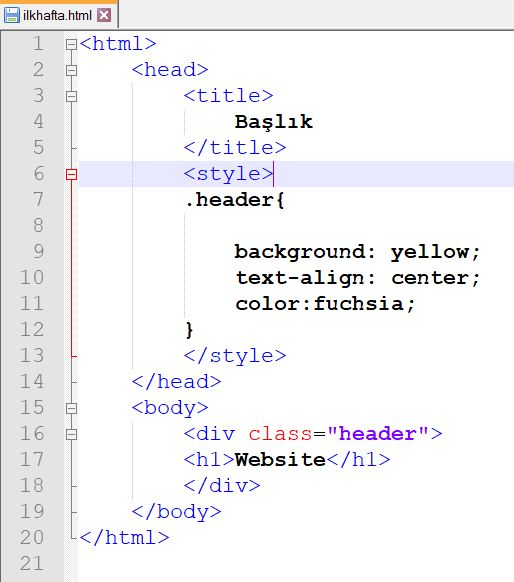 ilkhafta.html
1 <html>
2 <head>
3 <title>
4 Başlık
5 </title>
6 <style>
7 .header{
8
9 background: yellow;
10 text-align: center;
11 color:fuchsia;
12 }
13 </style>
14 </head>
15 <body>
16 <div class="header">
17 <h1>Website</h1>
18 </div>
19 </body>
20 </html>
21